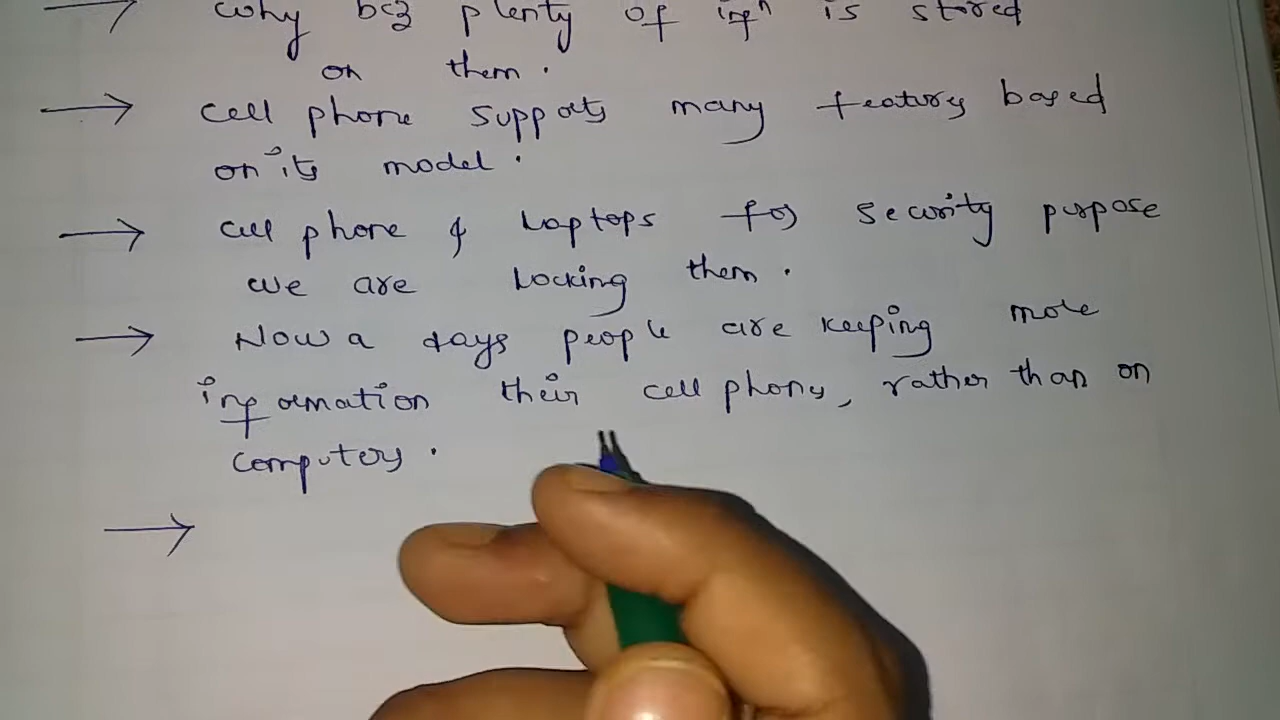 → why bcz plenty of infⁿ is stored
on them.
→ cell phone supports many features based
on its model.
→ cell phone & Laptops for security purpose
we are Locking them.
→ Now a days people are keeping more
information their cell phones, rather than on
computers.
→